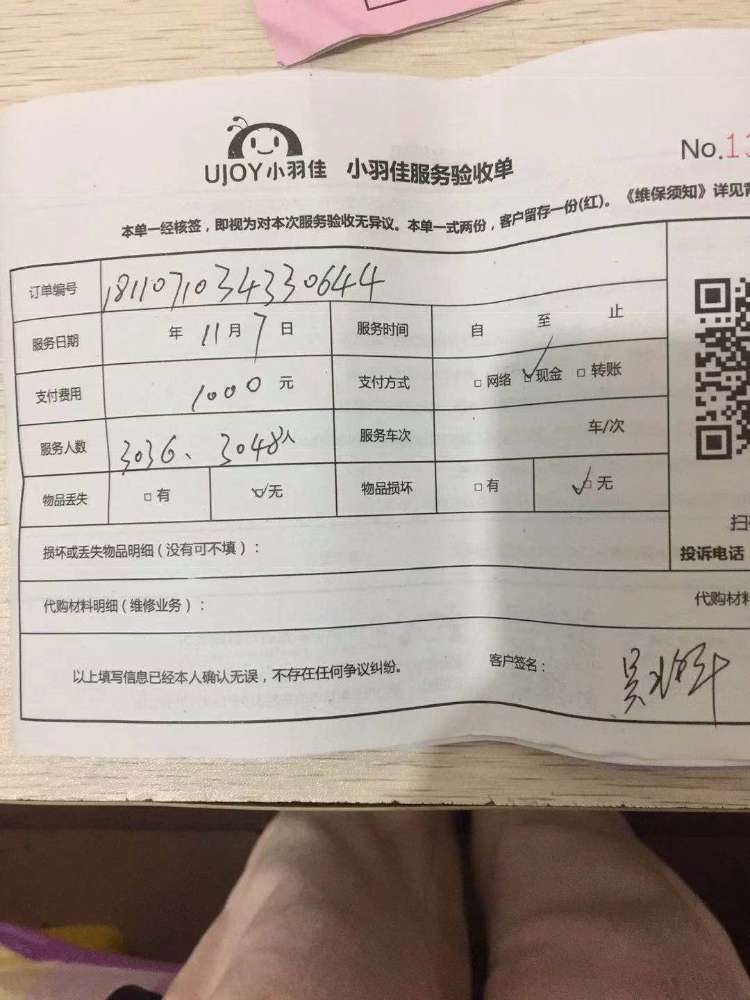 UJOY小羽佳 小羽佳服务验收单
No.13
本单一经核签，即视为对本次服务验收无异议。本单一式两份，客户留存一份(红)。《维保须知》详见背
订单编号 1811071034330644
服务日期 年 11月 7 日 服务时间 自 至 止
支付费用 1000 元 支付方式 □网络 ☑现金 □转账
服务人数 3036、3048人 服务车次 车/次
物品丢失 □有 ☑无 物品损坏 □有 ☑无
扫
损坏或丢失物品明细（没有可不填）： 投诉电话
代购材料明细（维修业务）： 代购材料
以上填写信息已经本人确认无误，不存在任何争议纠纷。 客户签名：